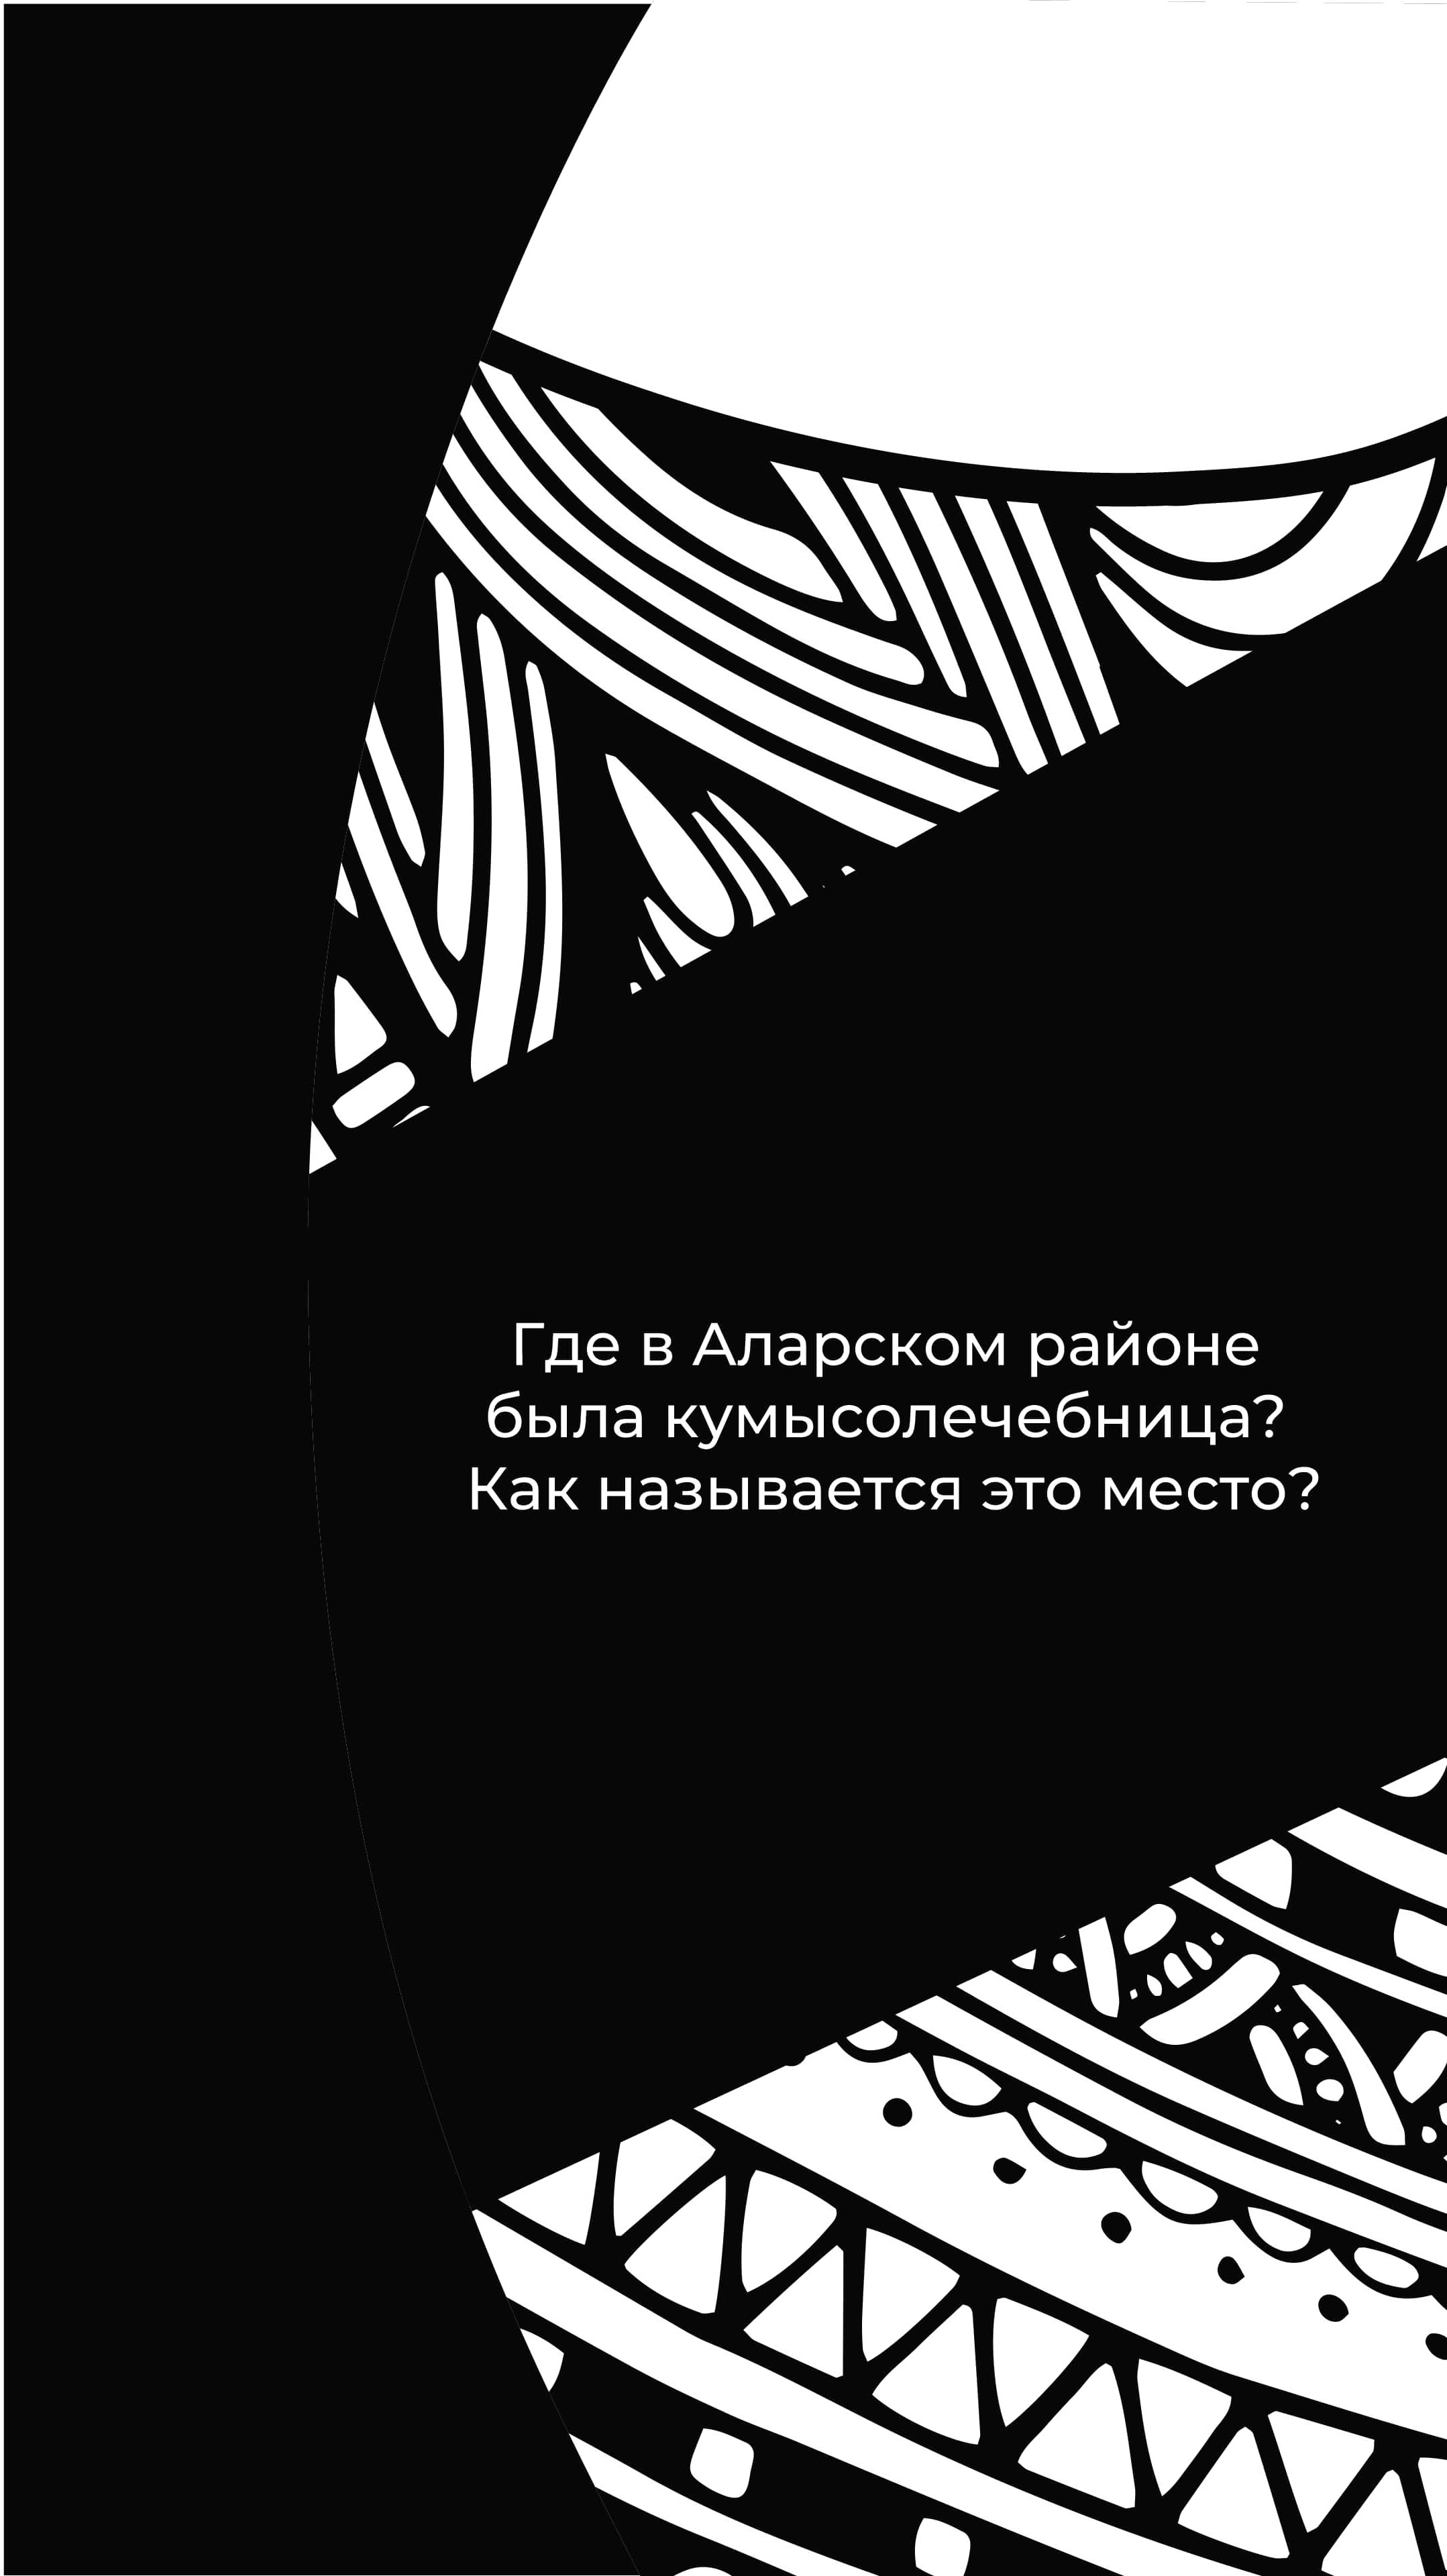 Где в Аларском районе
была кумысолечебница?
Как называется это место?